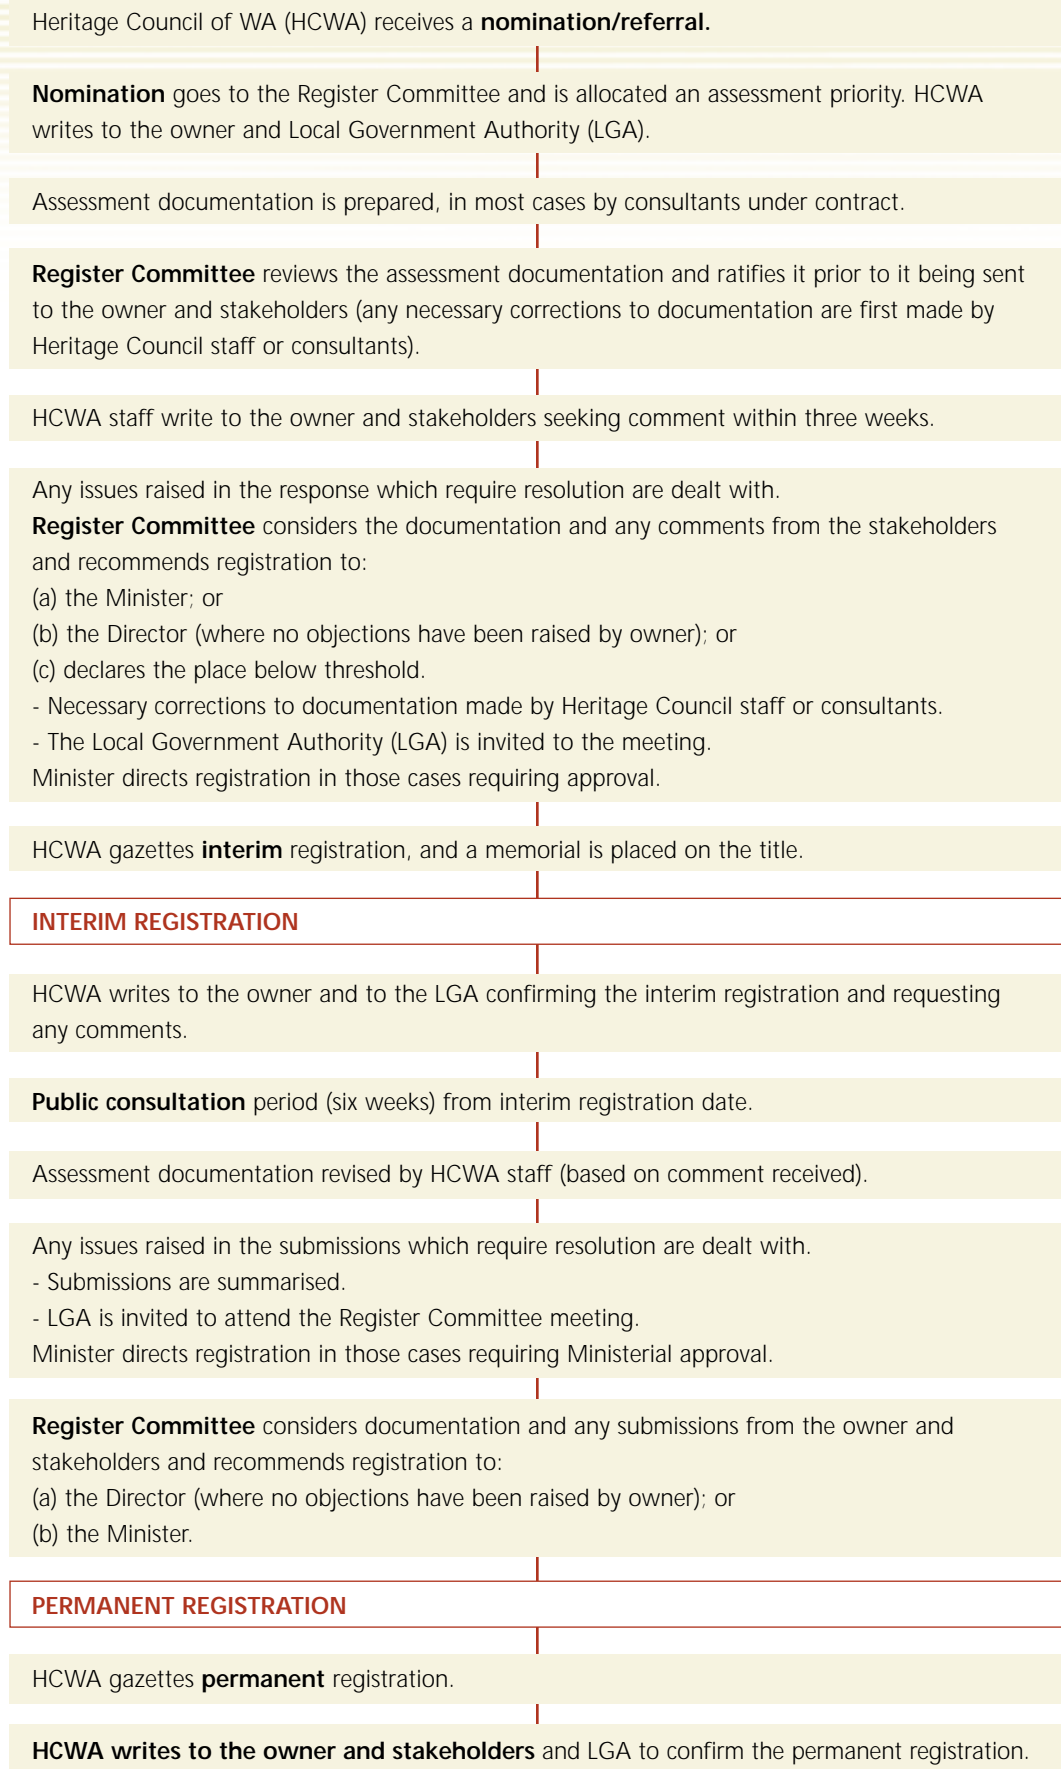 Heritage Council of WA (HCWA) receives a nomination/referral.
Nomination goes to the Register Committee and is allocated an assessment priority. HCWA
writes to the owner and Local Government Authority (LGA).
Assessment documentation is prepared, in most cases by consultants under contract.
Register Committee reviews the assessment documentation and ratifies it prior to it being sent
to the owner and stakeholders (any necessary corrections to documentation are first made by
Heritage Council staff or consultants).
HCWA staff write to the owner and stakeholders seeking comment within three weeks.
Any issues raised in the response which require resolution are dealt with.
Register Committee considers the documentation and any comments from the stakeholders
and recommends registration to:
(a) the Minister; or
(b) the Director (where no objections have been raised by owner); or
(c) declares the place below threshold.
- Necessary corrections to documentation made by Heritage Council staff or consultants.
- The Local Government Authority (LGA) is invited to the meeting.
Minister directs registration in those cases requiring approval.
HCWA gazettes interim registration, and a memorial is placed on the title.
INTERIM REGISTRATION
HCWA writes to the owner and to the LGA confirming the interim registration and requesting
any comments.
Public consultation period (six weeks) from interim registration date.
Assessment documentation revised by HCWA staff (based on comment received).
Any issues raised in the submissions which require resolution are dealt with.
- Submissions are summarised.
- LGA is invited to attend the Register Committee meeting.
Minister directs registration in those cases requiring Ministerial approval.
Register Committee considers documentation and any submissions from the owner and
stakeholders and recommends registration to:
(a) the Director (where no objections have been raised by owner); or
(b) the Minister.
PERMANENT REGISTRATION
HCWA gazettes permanent registration.
HCWA writes to the owner and stakeholders and LGA to confirm the permanent registration.